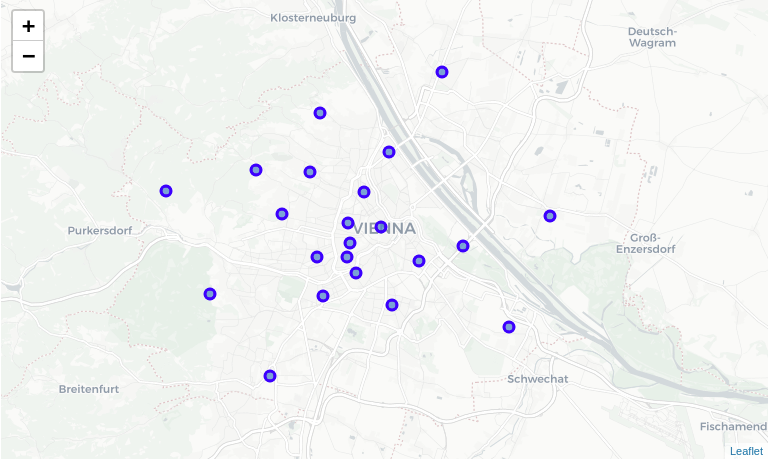 +
−
Klosterneuburg
Deutsch-
Wagram
VIENNA
Purkersdorf
Groß-
Enzersdorf
Breitenfurt
Schwechat
Fischamend
Leaflet